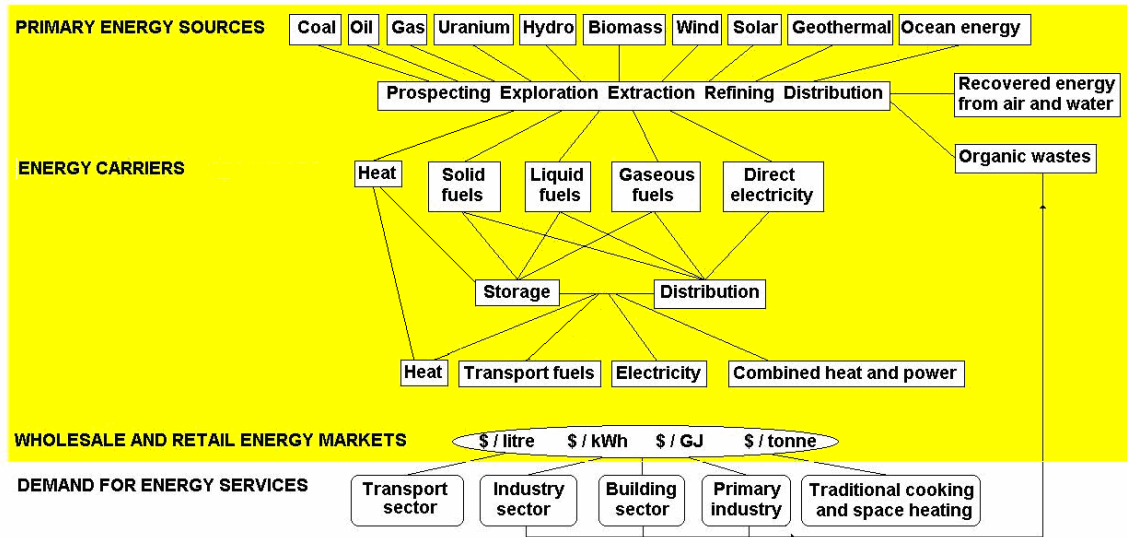 PRIMARY ENERGY SOURCES Coal Oil Gas Uranium Hydro Biomass Wind Solar Geothermal Ocean energy
Prospecting Exploration Extraction Refining Distribution
Recovered energy
from air and water
Organic wastes
ENERGY CARRIERS
Heat
Solid
fuels
Liquid
fuels
Gaseous
fuels
Direct
electricity
Storage
Distribution
Heat
Transport fuels
Electricity
Combined heat and power
WHOLESALE AND RETAIL ENERGY MARKETS $ / litre $ / kWh $ / GJ $ / tonne
DEMAND FOR ENERGY SERVICES
Transport
sector
Industry
sector
Building
sector
Primary
industry
Traditional cooking
and space heating